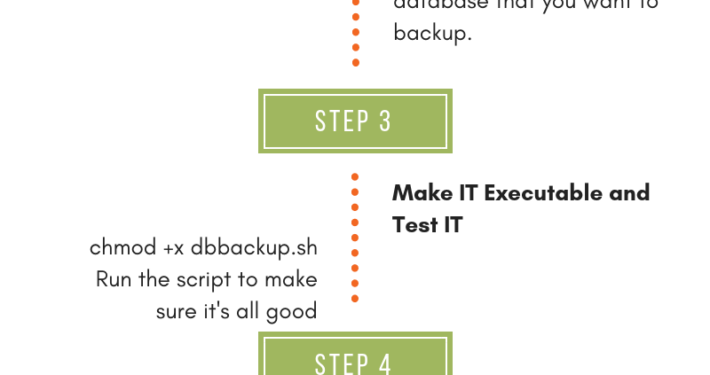 database that you want to
backup.
STEP 3
Make IT Executable and
Test IT
chmod +x dbbackup.sh
Run the script to make
sure it's all good
STEP 4